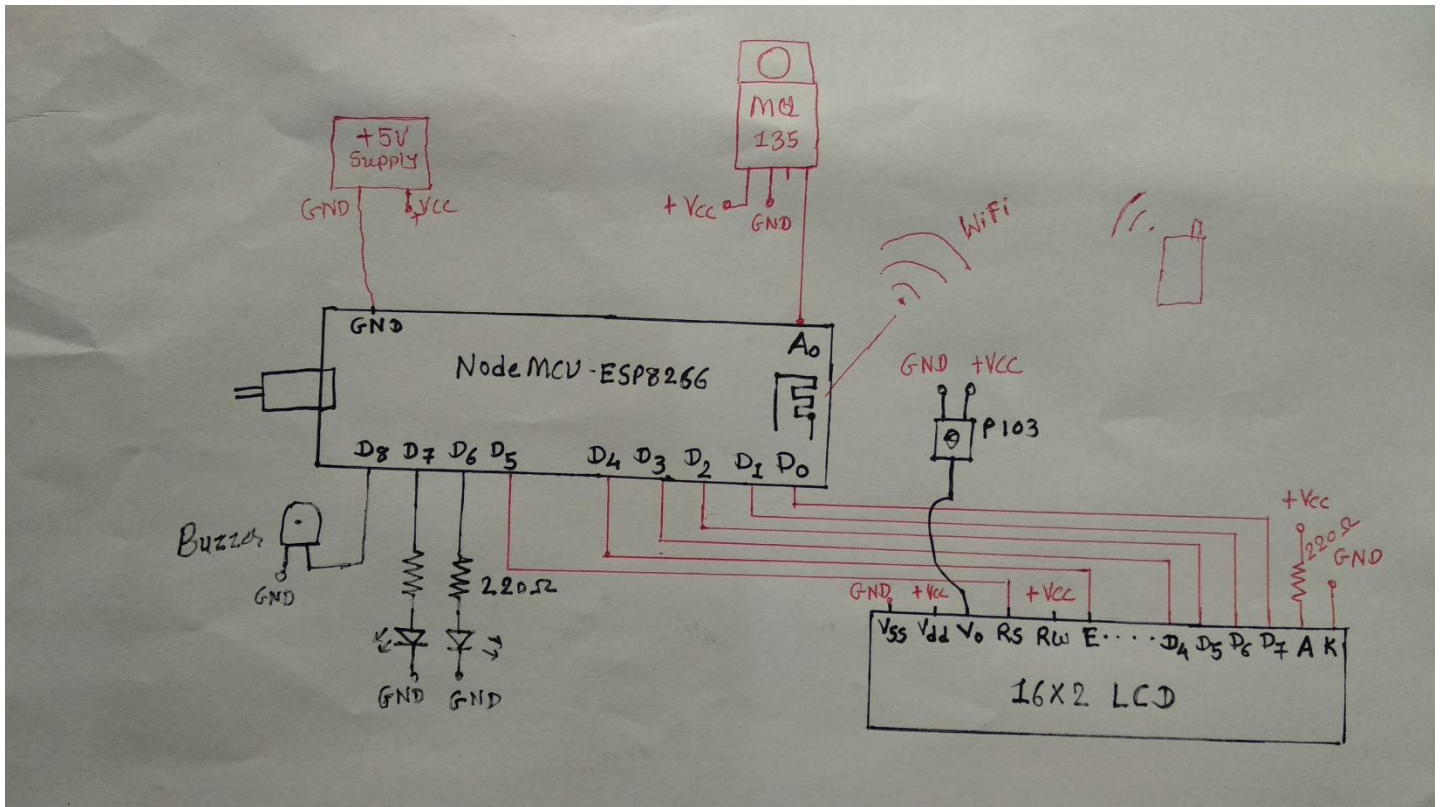 +5V
Supply
GND
+VCC
MQ
135
+ VCC
GND
WiFi
GND
A0
NodeMCU-ESP8266
GND +VCC
P103
D8 D7 D6 D5 D4 D3 D2 D1 D0
Buzzer
GND
220Ω
GND GND
+VCC
220Ω
GND
GND +VCC +VCC
VSS Vdd V0 RS RW E..... D4 D5 D6 D7 A K
16X2 LCD